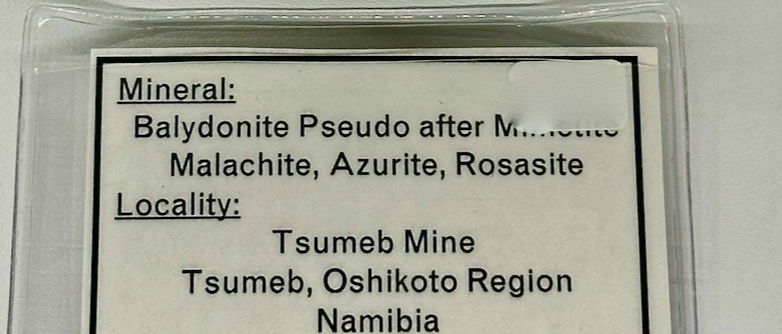 Mineral:
Balydonite Pseudo after
Malachite, Azurite, Rosasite
Locality:
Tsumeb Mine
Tsumeb, Oshikoto Region
Namibia